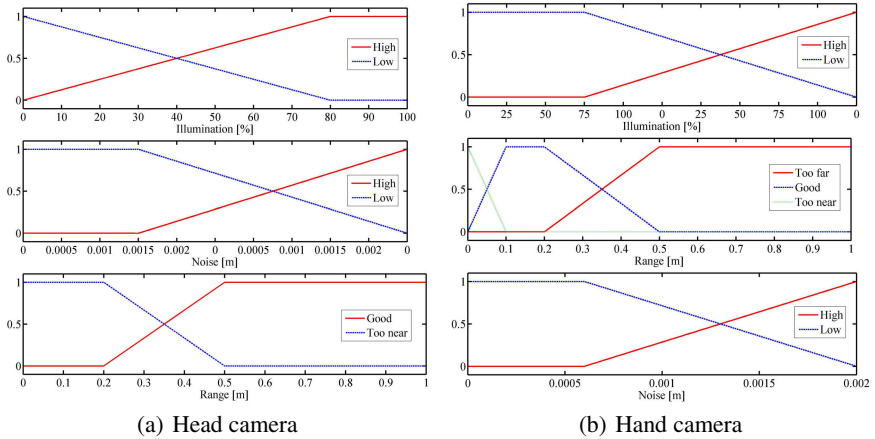 1
0.5
0
High
Low
0 10 20 30 40 50 60 70 80 90 100
Illumination [%]
1
0.5
0
High
Low
0 0.0005 0.001 0.0015 0.002 0 0.0005 0.001 0.0015 0.002 0
Noise [m]
1
0.5
0
Good
Too near
0 0.1 0.2 0.3 0.4 0.5 0.6 0.7 0.8 0.9 1
Range [m]
(a) Head camera
1
0.5
0
High
Low
0 25 50 75 100 0 25 50 75 100 0
Illumination [%]
1
0.5
0
Too far
Good
Too near
0 0.1 0.2 0.3 0.4 0.5 0.6 0.7 0.8 0.9 1
Range [m]
1
0.5
0
High
Low
0 0.0005 0.001 0.0015 0.002
Noise [m]
(b) Hand camera